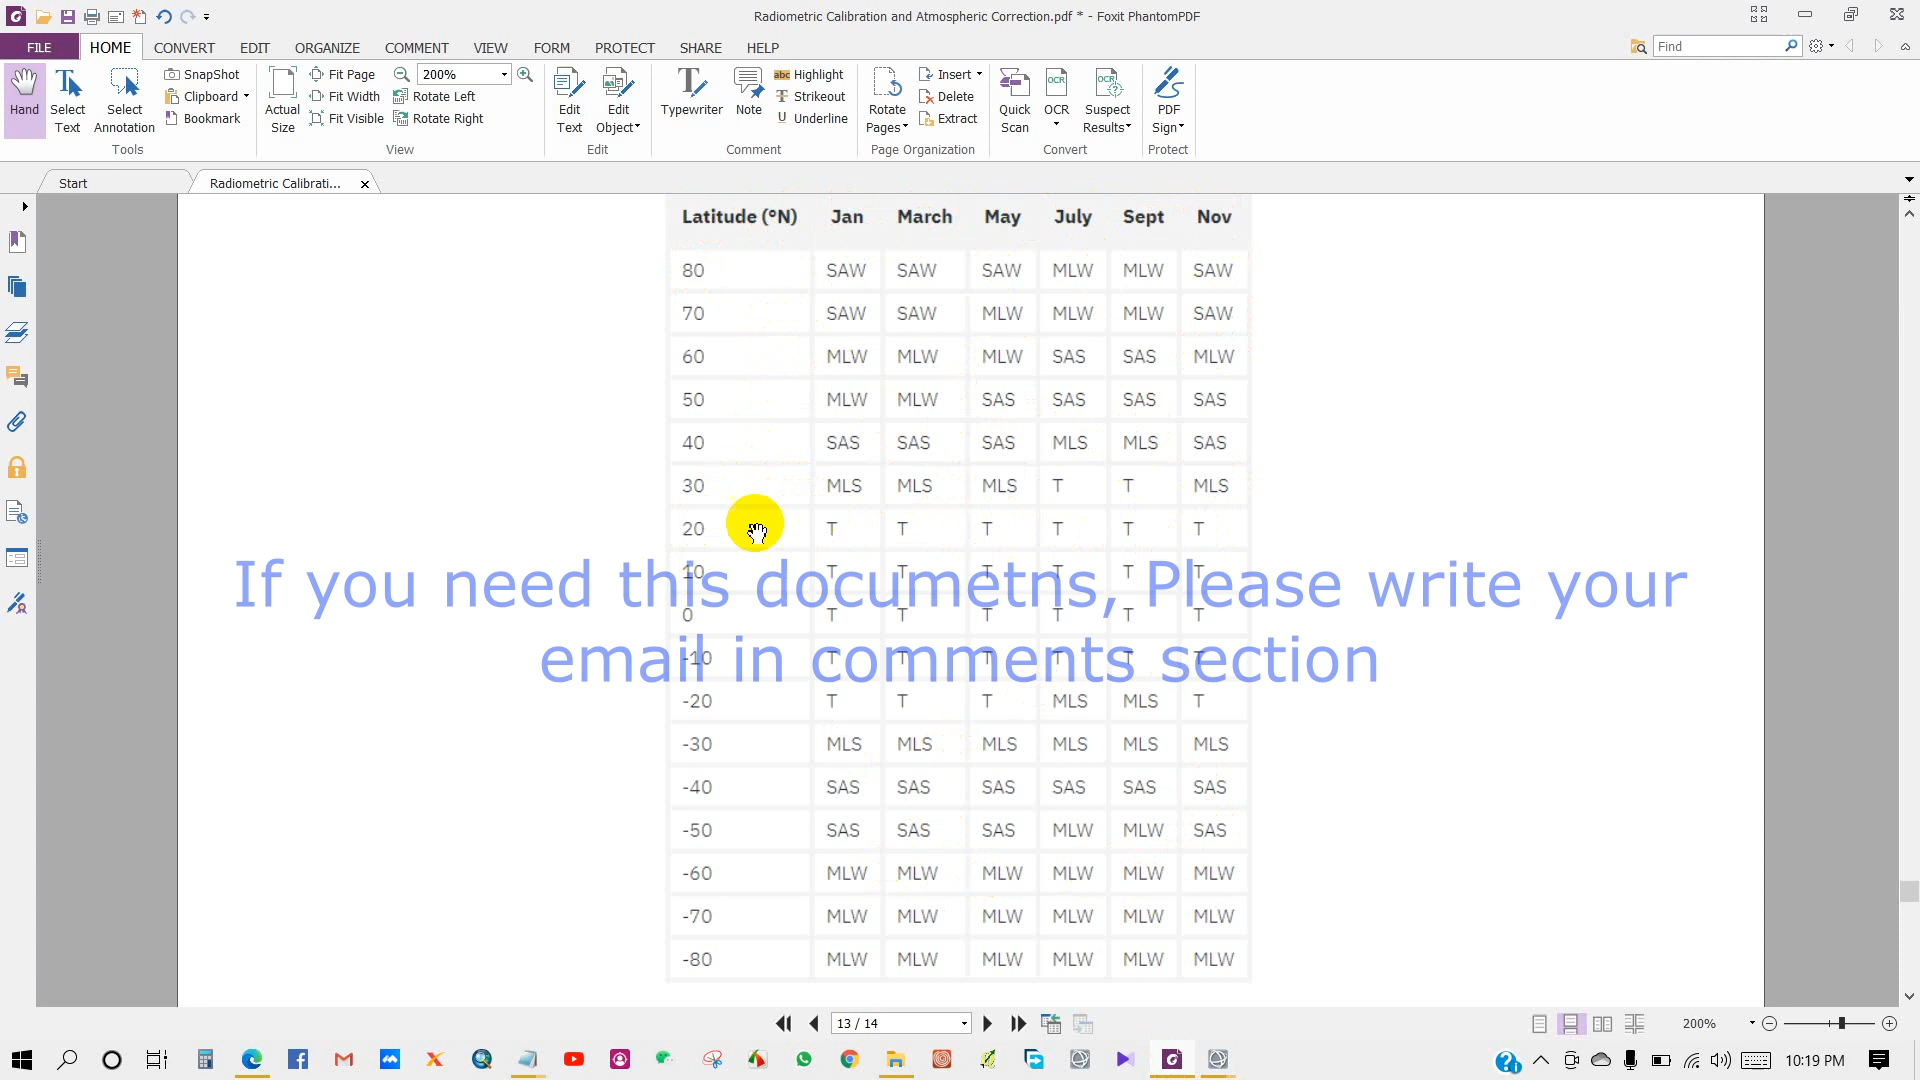 Radiometric Calibration and Atmospheric Correction.pdf * - Foxit PhantomPDF
FILE HOME CONVERT EDIT ORGANIZE COMMENT VIEW FORM PROTECT SHARE HELP Find
Hand
Select Text
Select Annotation
SnapShot
Clipboard
Bookmark
Tools
Actual Size
Fit Page
Fit Width
Fit Visible
200%
Rotate Left
Rotate Right
View
Edit Text
Edit Object
Edit
Typewriter
Note
Highlight
Strikeout
Underline
Comment
Rotate Pages
Insert
Delete
Extract
Page Organization
Quick Scan
OCR
Suspect Results
Convert
PDF Sign
Protect
Start Radiometric Calibrati...
Latitude (°N) Jan March May July Sept Nov
80 SAW SAW SAW MLW MLW SAW
70 SAW SAW MLW MLW MLW SAW
60 MLW MLW MLW SAS SAS MLW
50 MLW MLW SAS SAS SAS SAS
40 SAS SAS SAS MLS MLS SAS
30 MLS MLS MLS T T MLS
20 T T T T T T
10 T T T T T T
0 T T T T T T
-10 T T T T T T
-20 T T T MLS MLS T
-30 MLS MLS MLS MLS MLS MLS
-40 SAS SAS SAS SAS SAS SAS
-50 SAS SAS SAS MLW MLW SAS
-60 MLW MLW MLW MLW MLW MLW
-70 MLW MLW MLW MLW MLW MLW
-80 MLW MLW MLW MLW MLW MLW
If you need this documetns, Please write your
email in comments section
13 / 14
200%
10:19 PM